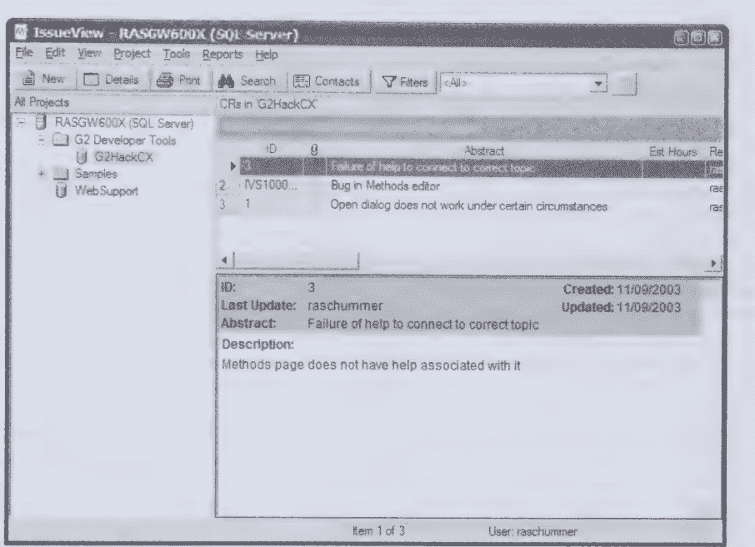 IssueView - RASGW600X (SQL Server)
File Edit View Project Tools Reports Help
New Details Print Search Contacts Filters <All>
All Projects
RASGW600X (SQL Server)
G2 Developer Tools
G2HackCX
Samples
WebSupport
CRs in 'G2HackCX'
ID Abstract Est Hours Re
3 Failure of help to connect to correct topic ras
2 IVS1000... Bug in Methods editor ras
3 1 Open dialog does not work under certain circumstances ras
ID: 3 Created: 11/09/2003
Last Update: raschummer Updated: 11/09/2003
Abstract: Failure of help to connect to correct topic
Description:
Methods page does not have help associated with it
Item 1 of 3 User: raschummer